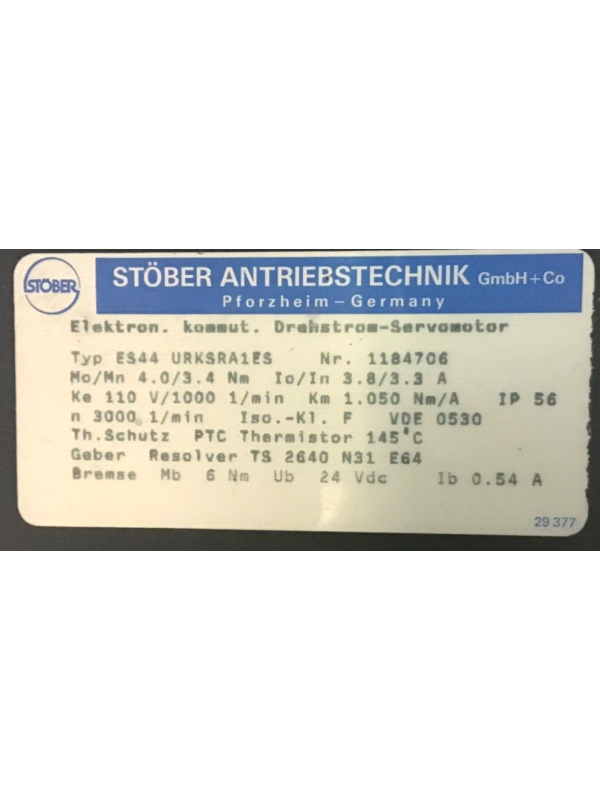 STÖBER
STÖBER ANTRIEBSTECHNIK GmbH+Co
Pforzheim – Germany
Elektron. kommut. Drehstrom-Servomotor
Typ ES44 URKSRA1ES Nr. 1184706
Mo/Mn 4.0/3.4 Nm Io/In 3.8/3.3 A
Ke 110 V/1000 1/min Km 1.050 Nm/A IP 56
n 3000 1/min Iso.-Kl. F VDE 0530
Th.Schutz PTC Thermistor 145°C
Geber Resolver TS 2640 N31 E64
Bremse Mb 6 Nm Ub 24 Vdc Ib 0.54 A
29 377